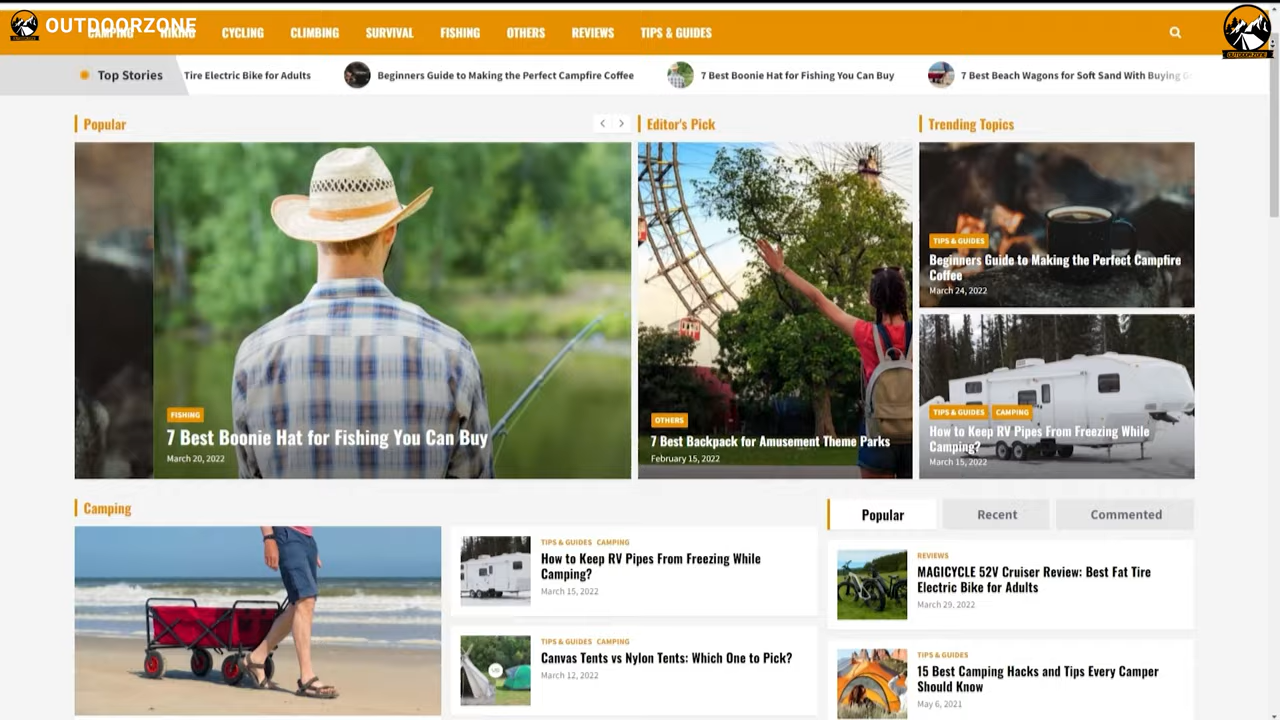 OUTDOORZONE
CAMPING HIKING CYCLING CLIMBING SURVIVAL FISHING OTHERS REVIEWS TIPS & GUIDES
Top Stories
Tire Electric Bike for Adults
Beginners Guide to Making the Perfect Campfire Coffee
7 Best Boonie Hat for Fishing You Can Buy
7 Best Beach Wagons for Soft Sand With Buying
Popular
Editor's Pick
Trending Topics
FISHING
7 Best Boonie Hat for Fishing You Can Buy
March 20, 2022
OTHERS
7 Best Backpack for Amusement Theme Parks
February 15, 2022
TIPS & GUIDES
Beginners Guide to Making the Perfect Campfire
Coffee
March 24, 2022
TIPS & GUIDES CAMPING
How to Keep RV Pipes From Freezing While
Camping?
March 15, 2022
Camping
TIPS & GUIDES CAMPING
How to Keep RV Pipes From Freezing While
Camping?
March 15, 2022
TIPS & GUIDES CAMPING
Canvas Tents vs Nylon Tents: Which One to Pick?
March 12, 2022
Popular Recent Commented
REVIEWS
MAGICYCLE 52V Cruiser Review: Best Fat Tire
Electric Bike for Adults
March 29, 2022
TIPS & GUIDES
15 Best Camping Hacks and Tips Every Camper
Should Know
May 6, 2021